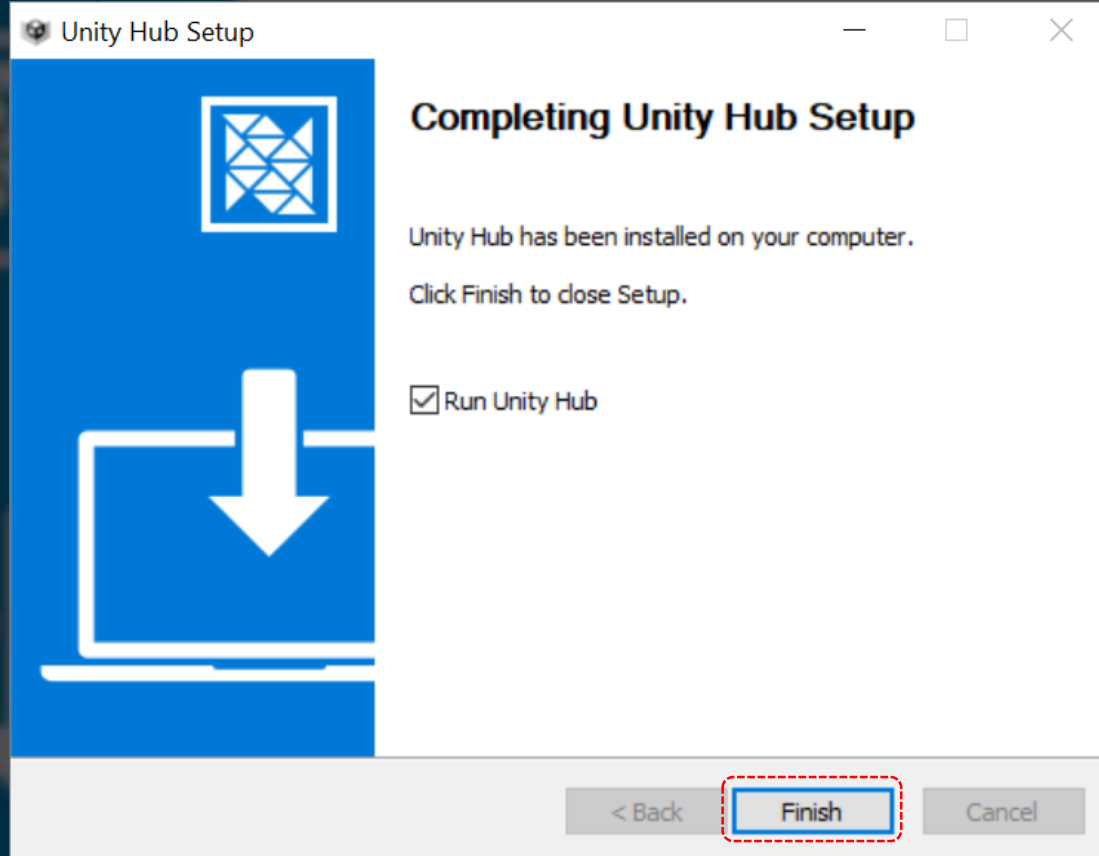 Unity Hub Setup
Completing Unity Hub Setup
Unity Hub has been installed on your computer.
Click Finish to close Setup.
Run Unity Hub
< Back
Finish
Cancel